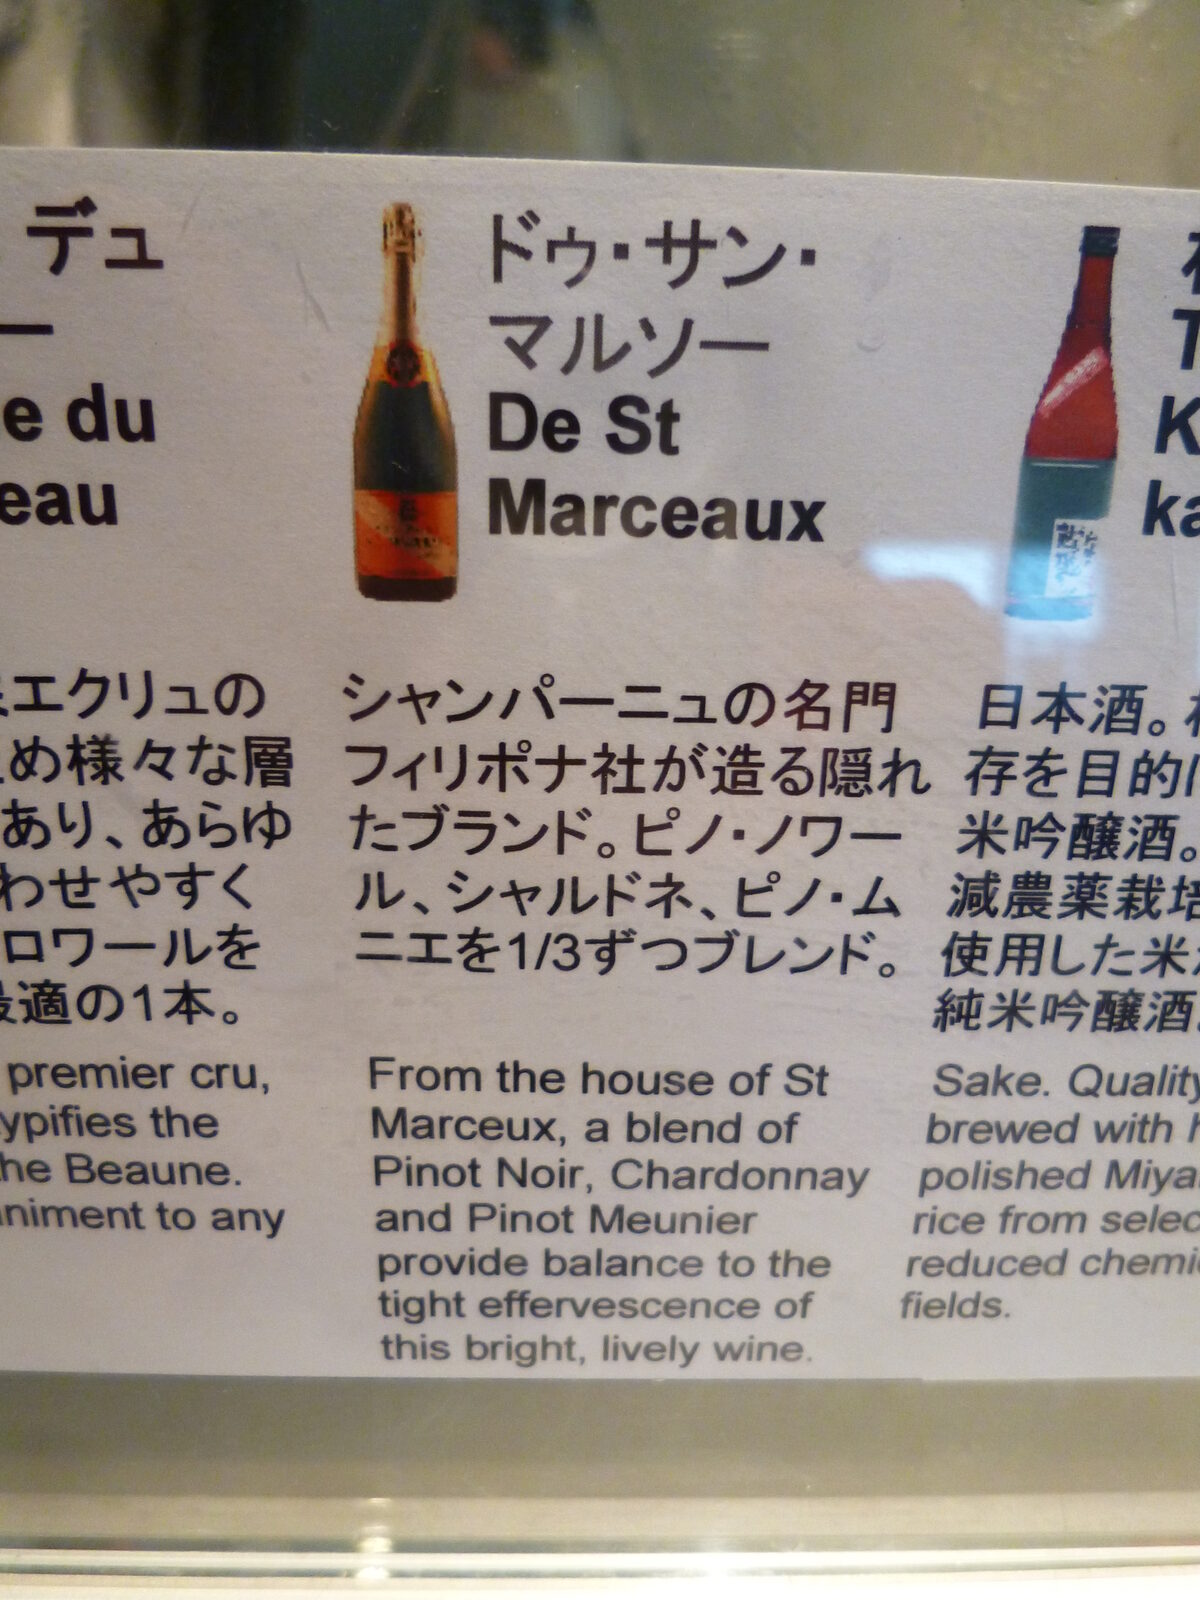 デュ
ー
e du
eau
エクリュの
め様々な層
あり、あらゆ
わせやすく
ロワールを
適の1本。
premier cru,
ypifies the
he Beaune.
niment to any
ドゥ・サン・
マルソー
De St
Marceaux
シャンパーニュの名門
フィリポナ社が造る隠れ
たブランド。ピノ・ノワー
ル、シャルドネ、ピノ・ム
ニエを1/3ずつブレンド。
From the house of St
Marceux, a blend of
Pinot Noir, Chardonnay
and Pinot Meunier
provide balance to the
tight effervescence of
this bright, lively wine.
T
K
ka
日本酒。
存を目的に
米吟醸酒。
減農薬栽培
使用した米
純米吟醸酒
Sake. Quality
brewed with h
polished Miya
rice from selec
reduced chemic
fields.